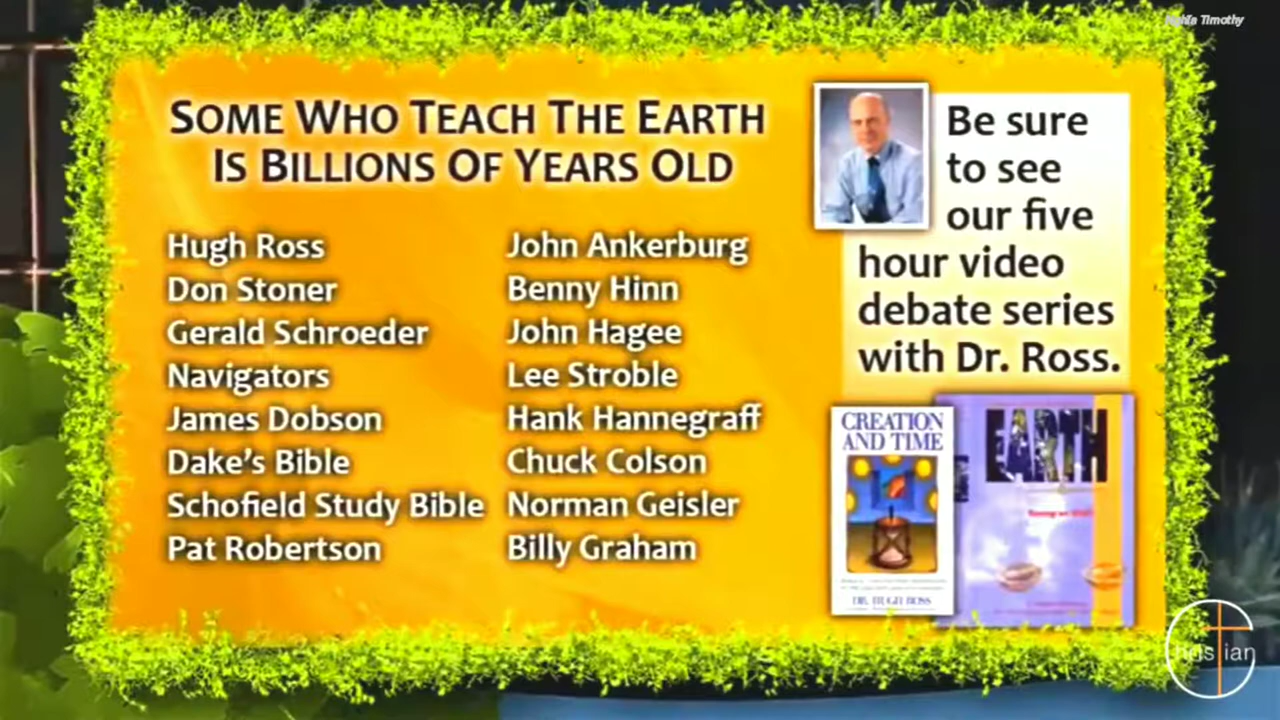 Timothy
SOME WHO TEACH THE EARTH
IS BILLIONS OF YEARS OLD
Hugh Ross
Don Stoner
Gerald Schroeder
Navigators
James Dobson
Dake's Bible
Schofield Study Bible
Pat Robertson
John Ankerburg
Benny Hinn
John Hagee
Lee Stroble
Hank Hannegraff
Chuck Colson
Norman Geisler
Billy Graham
Be sure
to see
our five
hour video
debate series
with Dr. Ross.
CREATION
AND TIME
DR. HUGH ROSS
EARTH
Christian